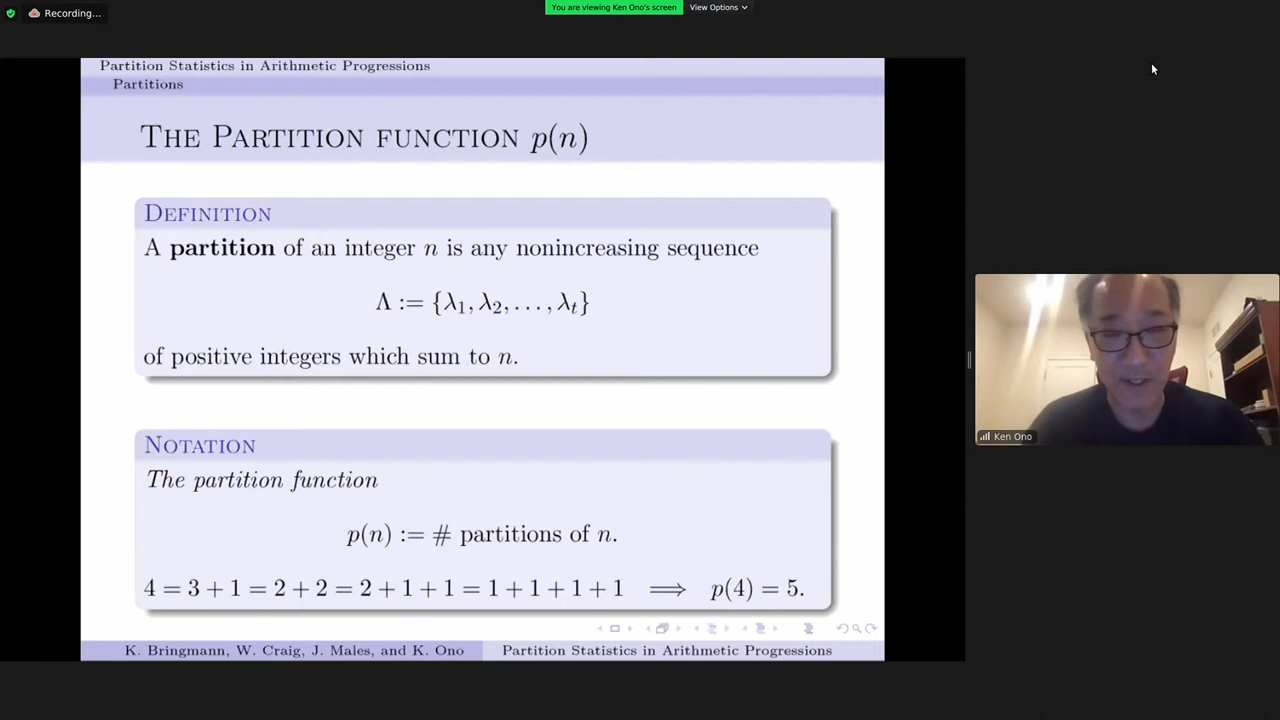 Recording...
You are viewing Ken Ono's screen
View Options
Partition Statistics in Arithmetic Progressions
Partitions
The Partition function p(n)
Definition
A partition of an integer n is any nonincreasing sequence
Λ := {λ₁, λ₂, . . . , λₜ}
of positive integers which sum to n.
Notation
The partition function
p(n) := # partitions of n.
4 = 3 + 1 = 2 + 2 = 2 + 1 + 1 = 1 + 1 + 1 + 1 ⟹ p(4) = 5.
K. Bringmann, W. Craig, J. Males, and K. Ono
Partition Statistics in Arithmetic Progressions
Ken Ono